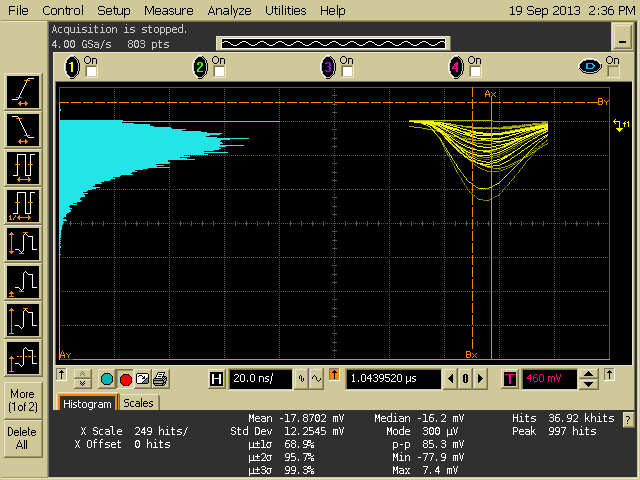 File Control Setup Measure Analyze Utilities Help 19 Sep 2013 2:36 PM
Acquisition is stopped.
4.00 GSa/s 803 pts
1 On 2 On 3 On 4 On D On
Ax
By
f1
17
Ay
Bx
H 20.0 ns/ 1.0439520 µs 0 T 460 mV
More
(1 of 2)
Delete
All
Histogram Scales
Mean -17.8702 mV Median -16.2 mV Hits 36.92 khits ?
X Scale 249 hits/ Std Dev 12.2545 mV Mode 300 µV Peak 997 hits
X Offset 0 hits µ±1σ 68.9% p-p 85.3 mV
µ±2σ 95.7% Min -77.9 mV
µ±3σ 99.3% Max 7.4 mV